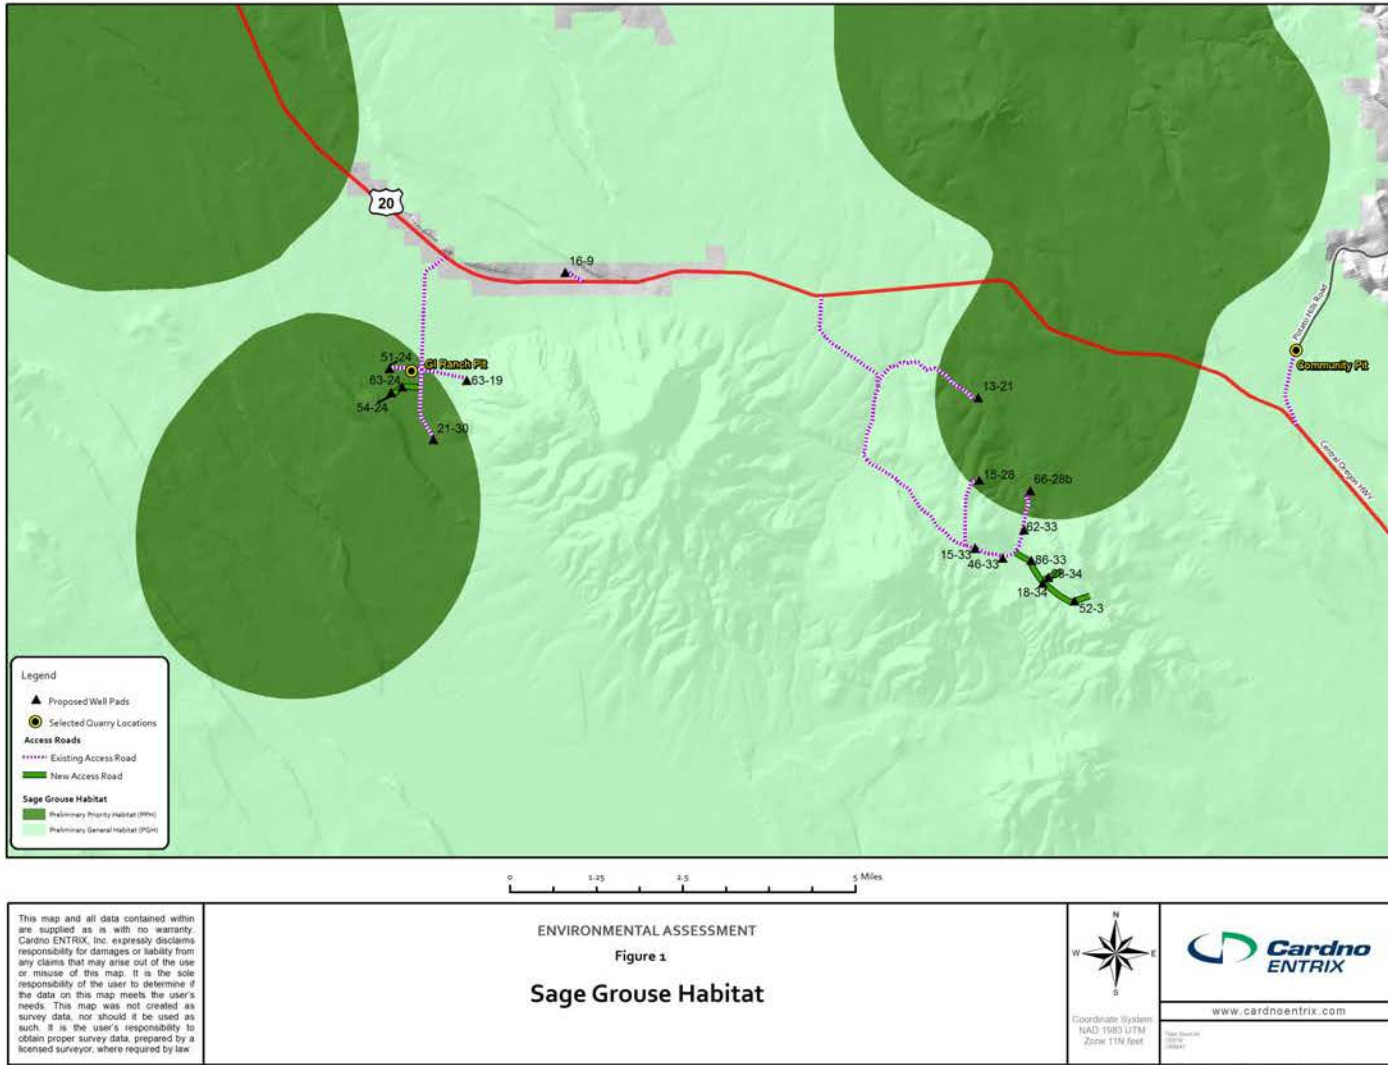 20
16-9
51-24
GI Ranch Pit
63-24
63-19
54-24
21-30
13-21
15-28
66-28b
62-33
15-33
46-33
86-33
28-34
18-34
52-3
Potato Hills Road
Community Pit
Central Oregon HWY
Legend
Proposed Well Pads
Selected Quarry Locations
Access Roads
Existing Access Road
New Access Road
Sage Grouse Habitat
Preliminary Priority Habitat (PPH)
Preliminary General Habitat (PGH)
0 1.25 2.5 5 Miles
This map and all data contained within
are supplied as is with no warranty.
Cardno ENTRIX, Inc. expressly disclaims
responsibility for damages or liability from
any claims that may arise out of the use
or misuse of this map. It is the sole
responsibility of the user to determine if
the data on this map meets the user's
needs. This map was not created as
survey data, nor should it be used as
such. It is the user's responsibility to
obtain proper survey data, prepared by a
licensed surveyor, where required by law
ENVIRONMENTAL ASSESSMENT
Figure 1
Sage Grouse Habitat
N
W E
S
Coordinate System:
NAD 1983 UTM
Zone 11N feet
Cardno
ENTRIX
www.cardnoentrix.com